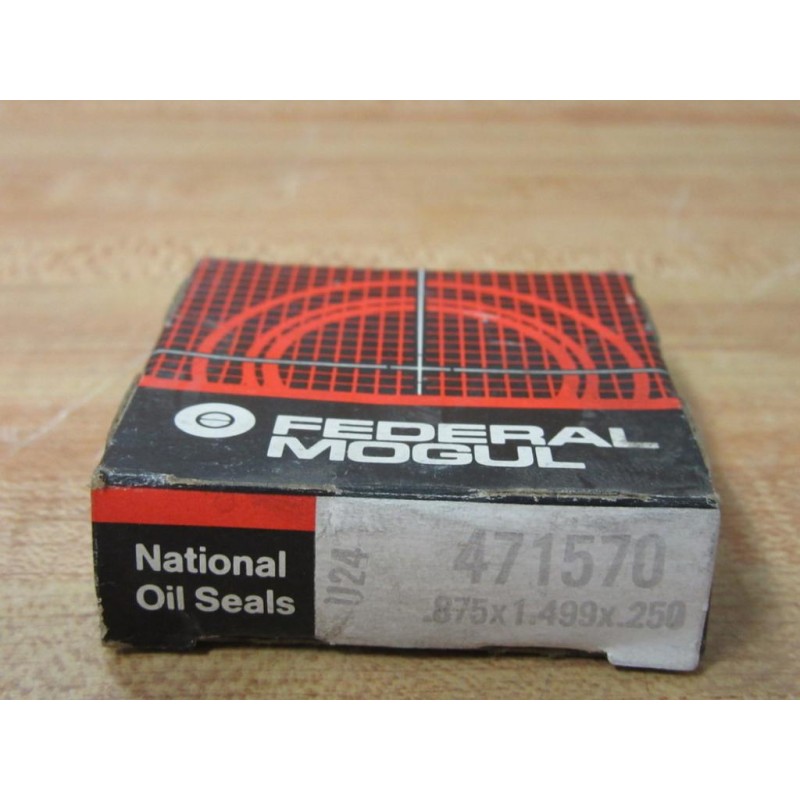 FEDERAL
MOGUL
National
Oil Seals
U24
471570
.875x1.499x.250